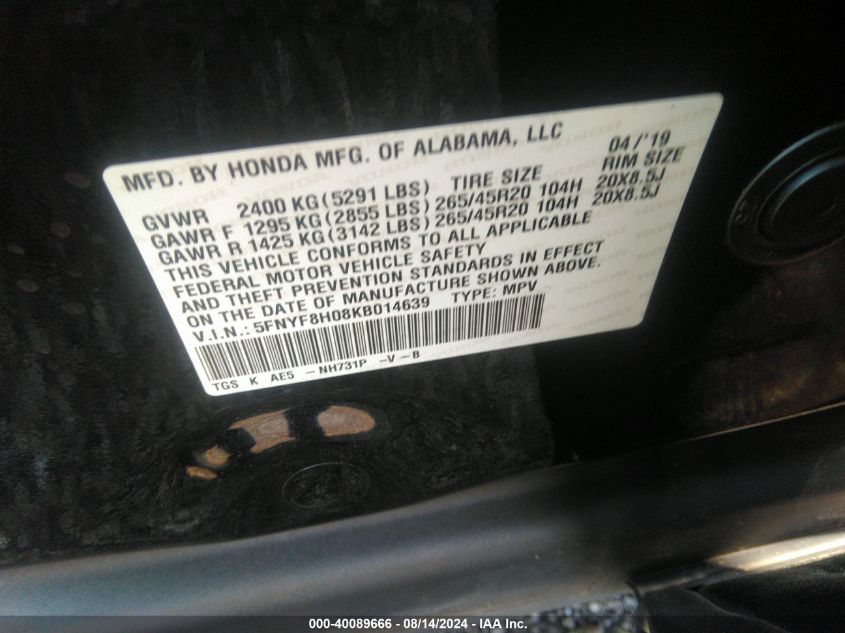 MFD. BY HONDA MFG. OF ALABAMA, LLC 04/'19
GVWR 2400 KG(5291 LBS) TIRE SIZE RIM SIZE
GAWR F 1295 KG(2855 LBS)265/45R20 104H 20X8.5J
GAWR R 1425 KG(3142 LBS)265/45R20 104H 20X8.5J
THIS VEHICLE CONFORMS TO ALL APPLICABLE
FEDERAL MOTOR VEHICLE SAFETY
AND THEFT PREVENTION STANDARDS IN EFFECT
ON THE DATE OF MANUFACTURE SHOWN ABOVE.
V.I.N.: 5FNYF8H08KB014639 TYPE: MPV
TGS K AE5 -NH731P -V-B
000-40089666 - 08/14/2024 - IAA Inc.